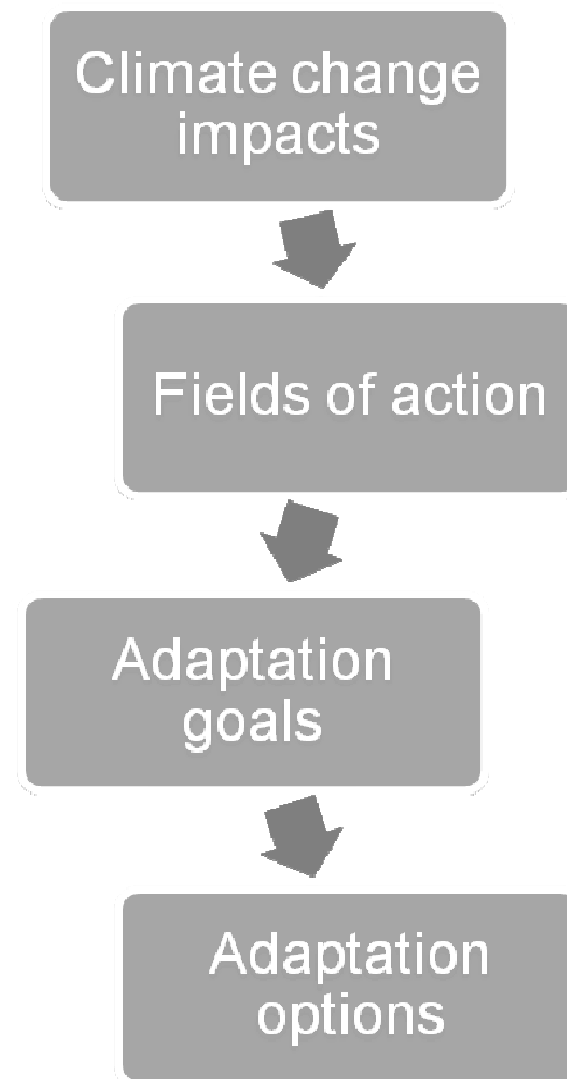 Climate change
impacts
Fields of action
Adaptation
goals
Adaptation
options